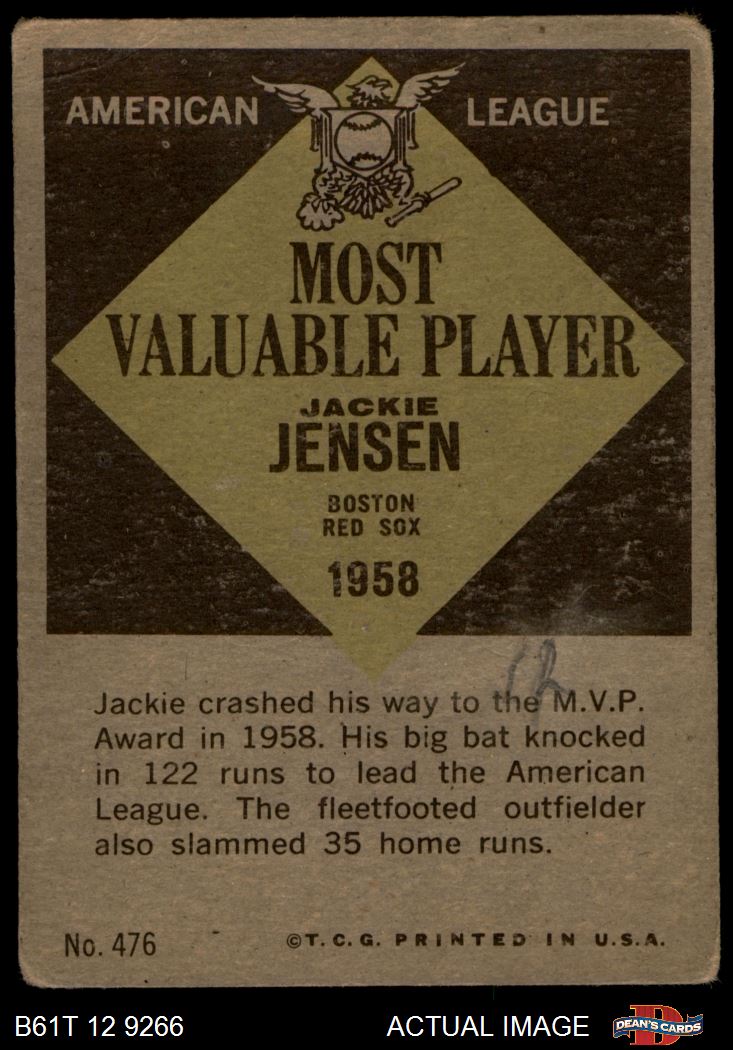 AMERICAN LEAGUE
MOST
VALUABLE PLAYER
JACKIE
JENSEN
BOSTON
RED SOX
1958
Jackie crashed his way to the M.V.P.
Award in 1958. His big bat knocked
in 122 runs to lead the American
League. The fleetfooted outfielder
also slammed 35 home runs.
No. 476 ©T.C.G. PRINTED IN U.S.A.
B61T 12 9266 ACTUAL IMAGE DEAN'S CARDS